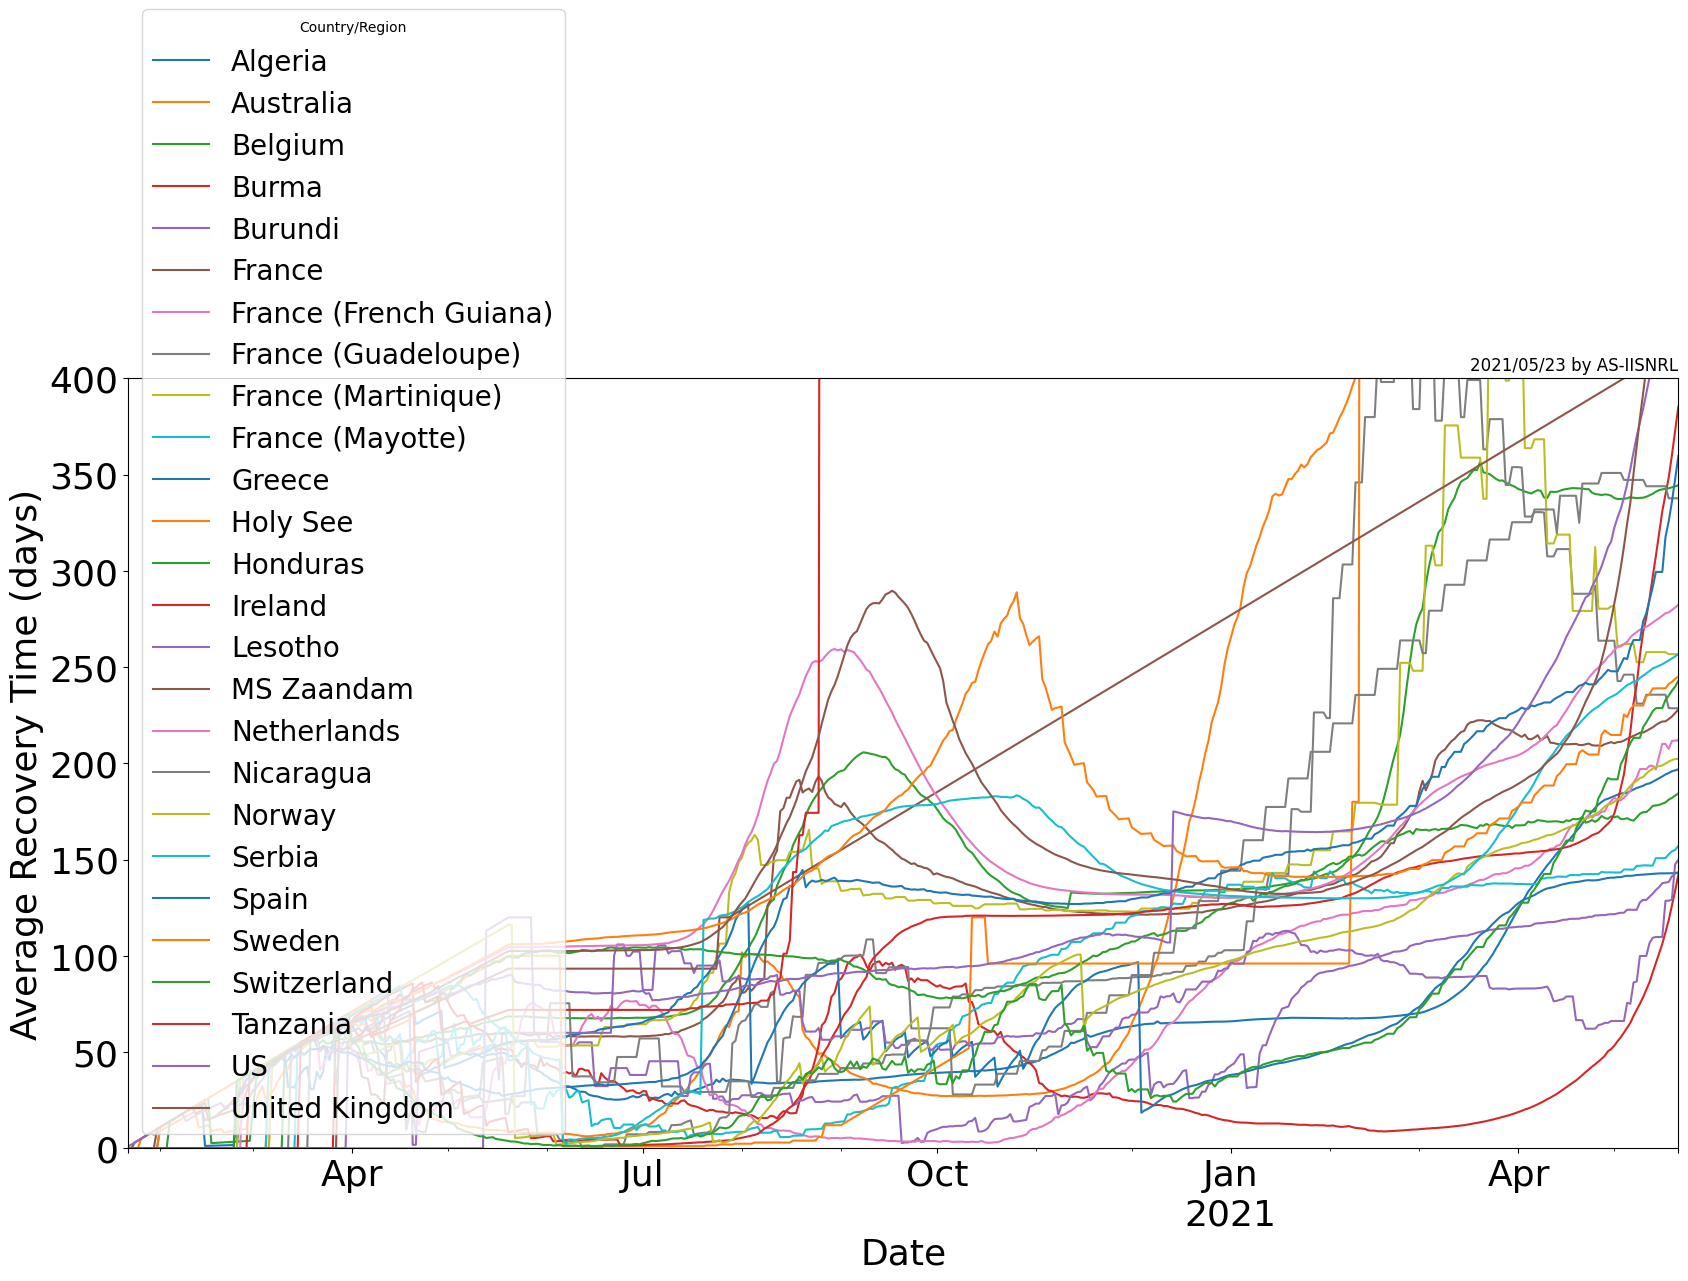 Country/Region
Algeria
Australia
Belgium
Burma
Burundi
France
France (French Guiana)
France (Guadeloupe)
France (Martinique)
France (Mayotte)
Greece
Holy See
Honduras
Ireland
Lesotho
MS Zaandam
Netherlands
Nicaragua
Norway
Serbia
Spain
Sweden
Switzerland
Tanzania
US
United Kingdom
2021/05/23 by AS-IISNRL
Average Recovery Time (days)
400
350
300
250
200
150
100
50
0
Apr Jul Oct Jan Apr
2021
Date